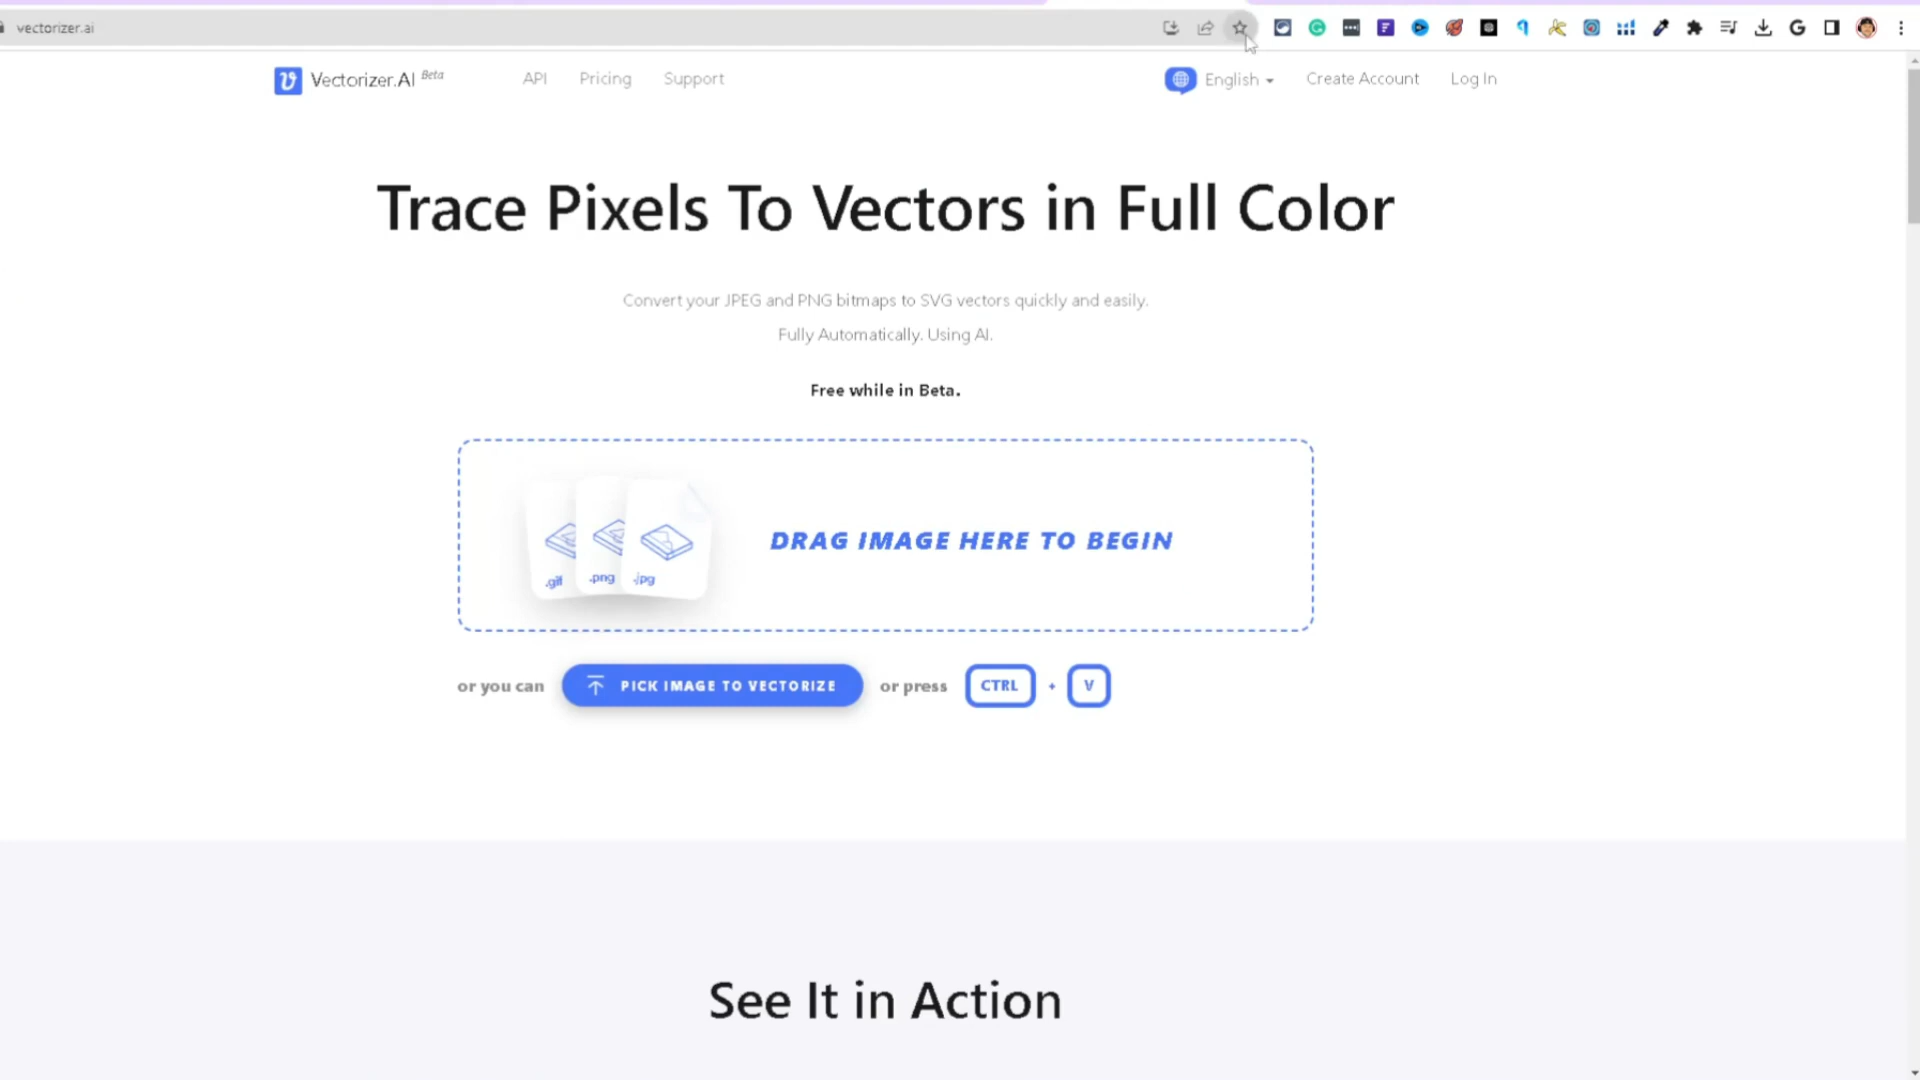 vectorizer.ai
Vectorizer.AI Beta
API
Pricing
Support
English
Create Account
Log In
Trace Pixels To Vectors in Full Color
Convert your JPEG and PNG bitmaps to SVG vectors quickly and easily.
Fully Automatically. Using AI.
Free while in Beta.
.gif
.png
.jpg
DRAG IMAGE HERE TO BEGIN
or you can
PICK IMAGE TO VECTORIZE
or press
CTRL
+
V
See It in Action